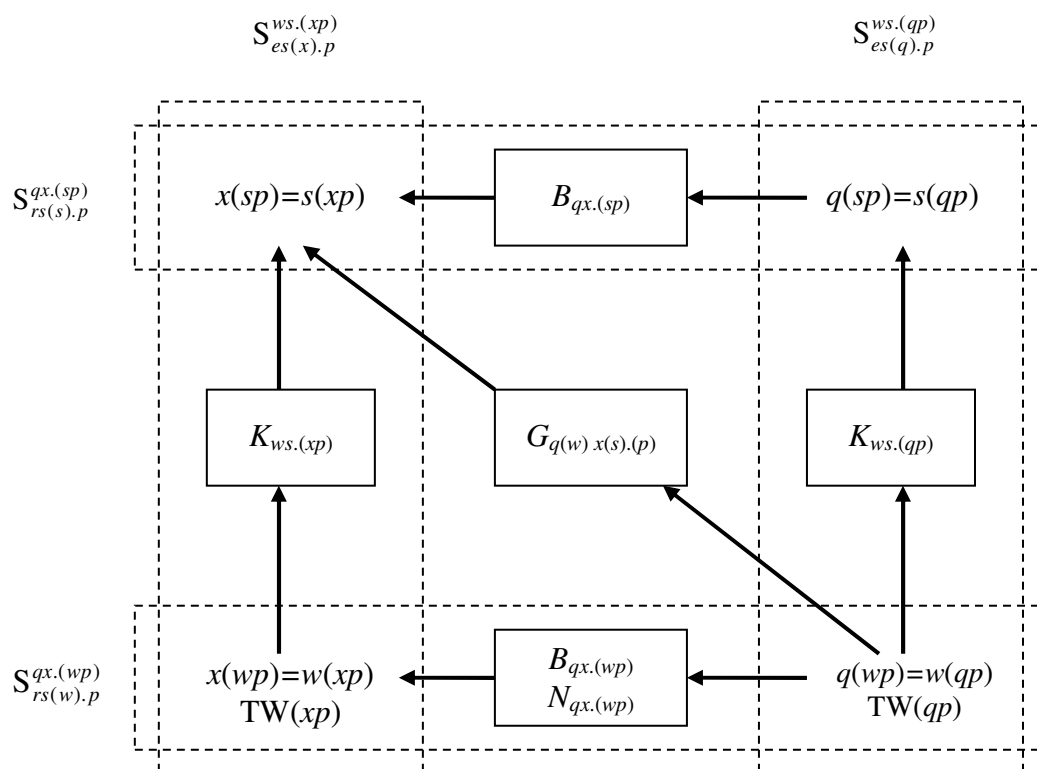 S^{ws.(xp)}_{es(x).p} S^{ws.(qp)}_{es(q).p}
S^{qx.(sp)}_{rs(s).p} x(sp)=s(xp) B_{qx.(sp)} q(sp)=s(qp)
K_{ws.(xp)} G_{q(w) x(s).(p)} K_{ws.(qp)}
S^{qx.(wp)}_{rs(w).p} x(wp)=w(xp) B_{qx.(wp)} q(wp)=w(qp)
TW(xp) N_{qx.(wp)} TW(qp)